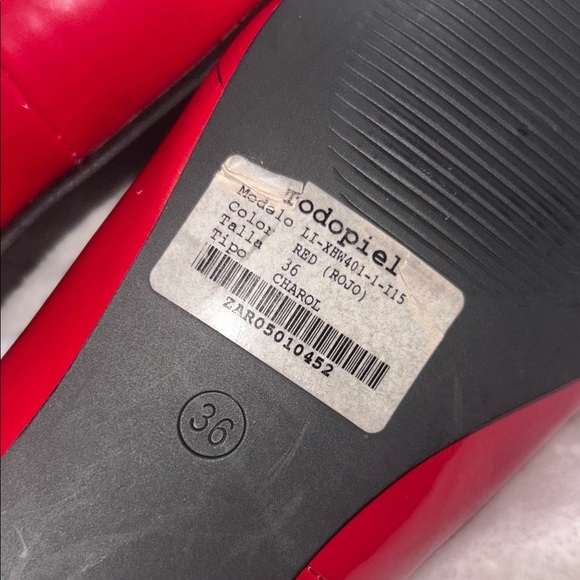 Todopiel
Modelo LI-XHW401-1-I15
Color RED (ROJO)
Talla 36
Tipo CHAROL
ZAR05010452
36